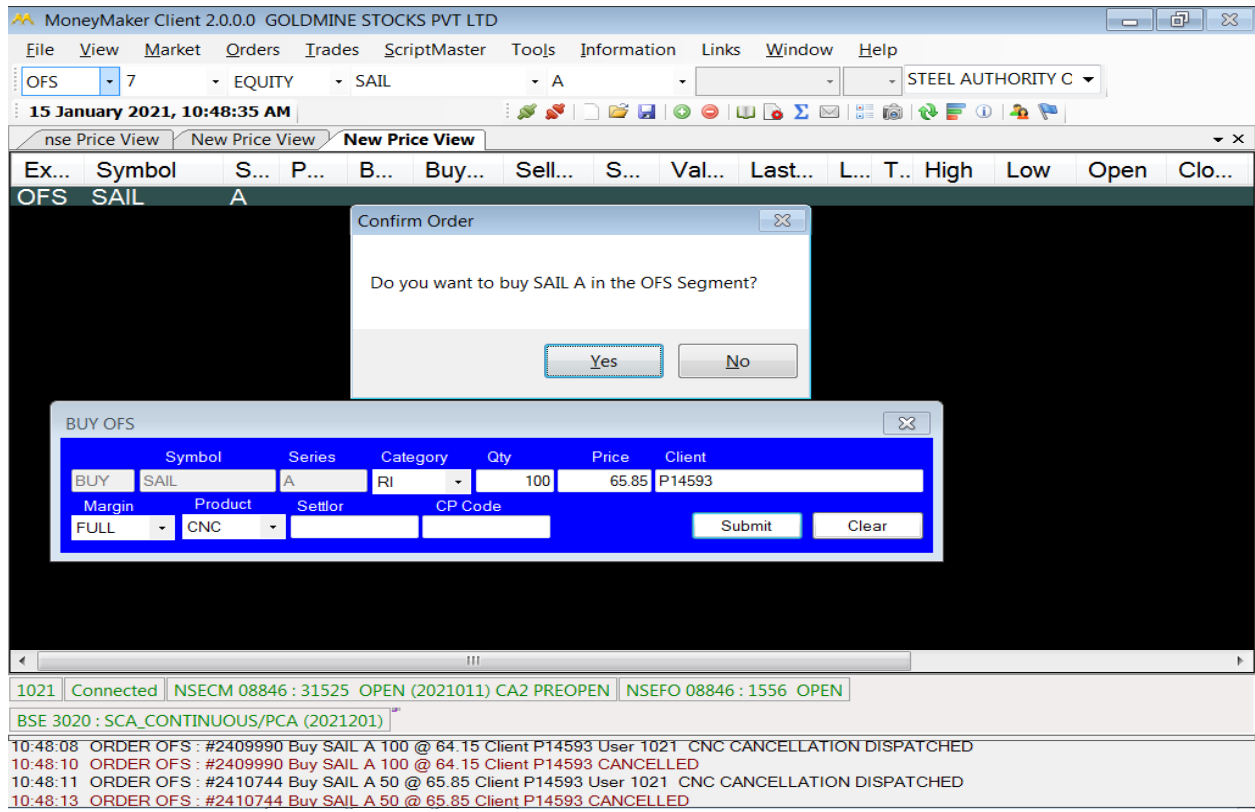 MoneyMaker Client 2.0.0.0 GOLDMINE STOCKS PVT LTD
File View Market Orders Trades ScriptMaster Tools Information Links Window Help
OFS 7 EQUITY SAIL A STEEL AUTHORITY C
15 January 2021, 10:48:35 AM
nse Price View New Price View New Price View
Ex... Symbol S... P... B... Buy... Sell... S... Val... Last... L... T.. High Low Open Clo...
OFS SAIL A
Confirm Order
Do you want to buy SAIL A in the OFS Segment?
Yes No
BUY OFS
Symbol Series Category Qty Price Client
BUY SAIL A RI 100 65.85 P14593
Margin Product Settlor CP Code
FULL CNC Submit Clear
1021 Connected NSECM 08846 : 31525 OPEN (2021011) CA2 PREOPEN NSEFO 08846 : 1556 OPEN
BSE 3020 : SCA_CONTINUOUS/PCA (2021201)
10:48:08 ORDER OFS : #2409990 Buy SAIL A 100 @ 64.15 Client P14593 User 1021 CNC CANCELLATION DISPATCHED
10:48:10 ORDER OFS : #2409990 Buy SAIL A 100 @ 64.15 Client P14593 CANCELLED
10:48:11 ORDER OFS : #2410744 Buy SAIL A 50 @ 65.85 Client P14593 User 1021 CNC CANCELLATION DISPATCHED
10:48:13 ORDER OFS : #2410744 Buy SAIL A 50 @ 65.85 Client P14593 CANCELLED